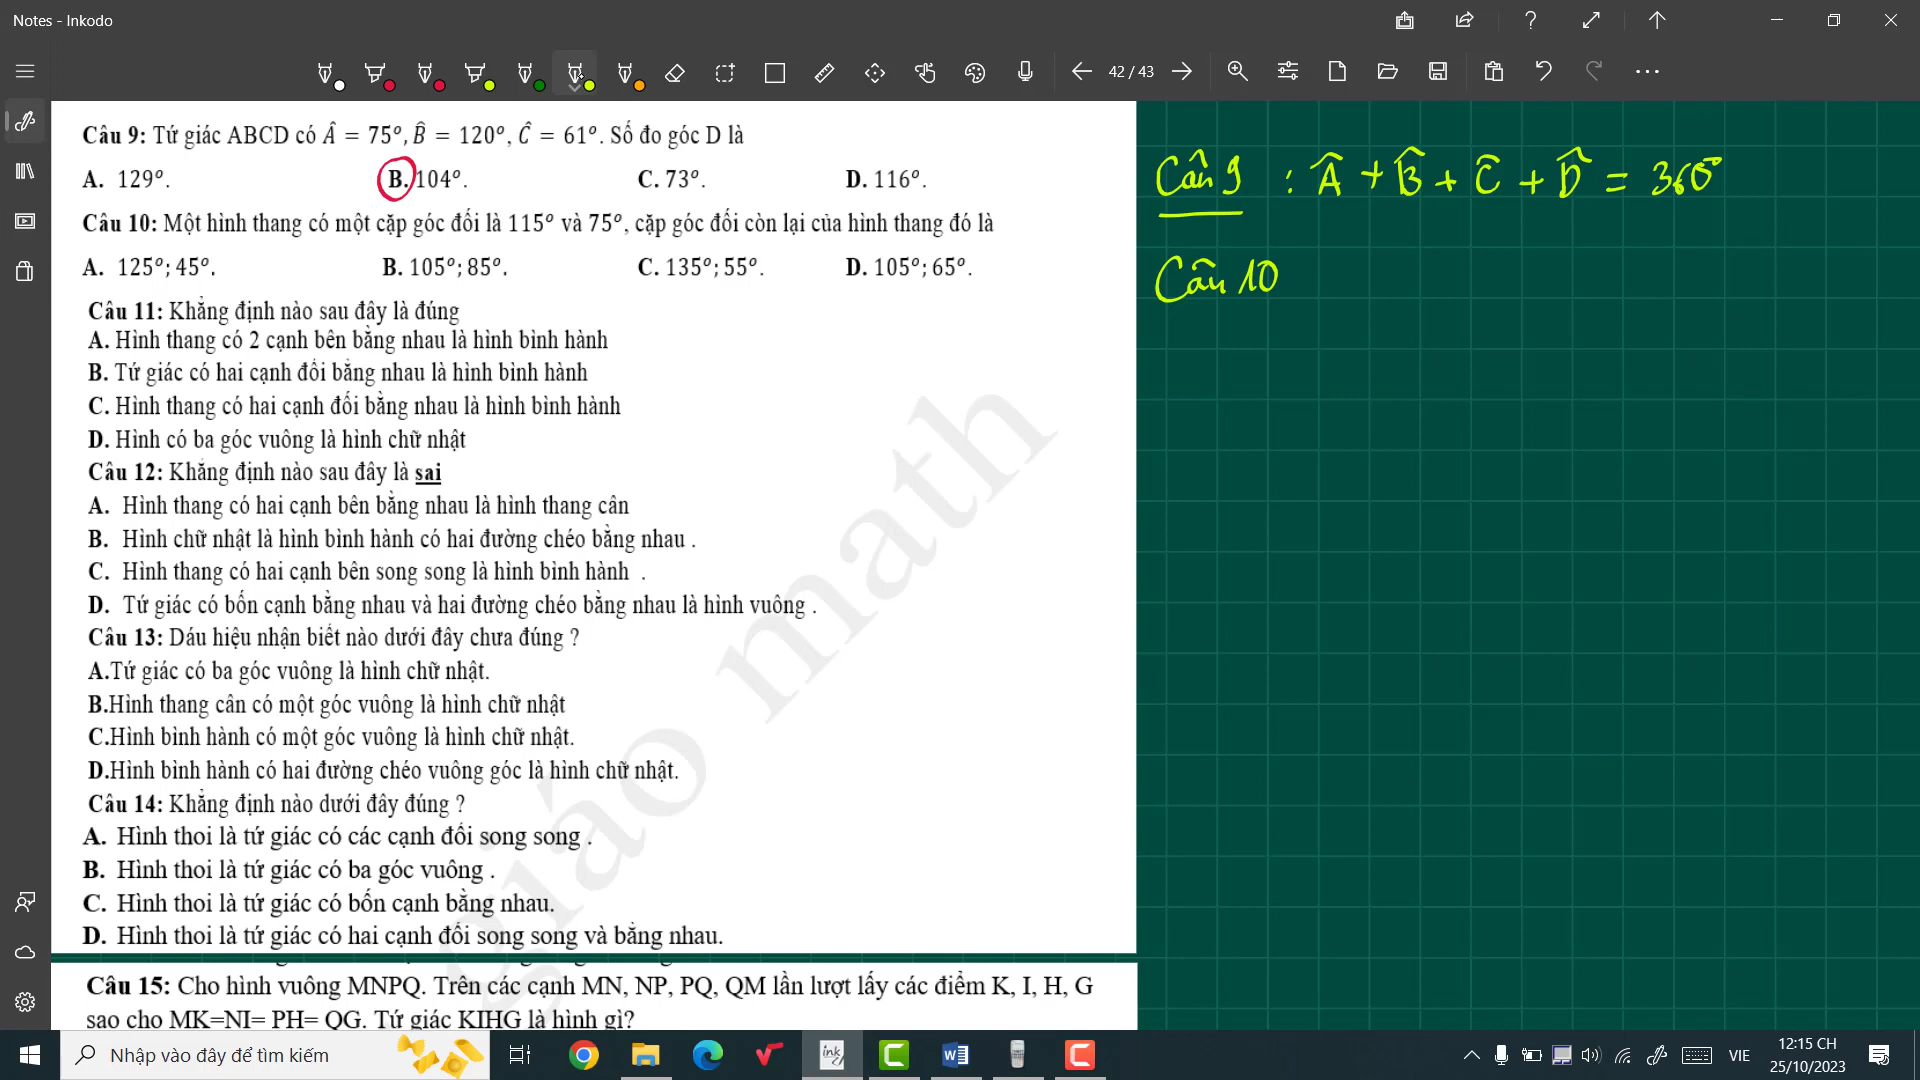 Notes - Inkodo
42 / 43
Câu 9: Tứ giác ABCD có Â = 75°, B̂ = 120°, Ĉ = 61°. Số đo góc D là
A. 129°. B. 104°. C. 73°. D. 116°.
Câu 10: Một hình thang có một cặp góc đối là 115° và 75°, cặp góc đối còn lại của hình thang đó là
A. 125°; 45°. B. 105°; 85°. C. 135°; 55°. D. 105°; 65°.
Câu 11: Khẳng định nào sau đây là đúng
A. Hình thang có 2 cạnh bên bằng nhau là hình bình hành
B. Tứ giác có hai cạnh đối bằng nhau là hình bình hành
C. Hình thang có hai cạnh đối bằng nhau là hình bình hành
D. Hình có ba góc vuông là hình chữ nhật
Câu 12: Khẳng định nào sau đây là sai
A. Hình thang có hai cạnh bên bằng nhau là hình thang cân
B. Hình chữ nhật là hình bình hành có hai đường chéo bằng nhau .
C. Hình thang có hai cạnh bên song song là hình bình hành .
D. Tứ giác có bốn cạnh bằng nhau và hai đường chéo bằng nhau là hình vuông .
Câu 13: Dáu hiệu nhận biết nào dưới đây chưa đúng ?
A.Tứ giác có ba góc vuông là hình chữ nhật.
B.Hình thang cân có một góc vuông là hình chữ nhật
C.Hình bình hành có một góc vuông là hình chữ nhật.
D.Hình bình hành có hai đường chéo vuông góc là hình chữ nhật.
Câu 14: Khẳng định nào dưới đây đúng ?
A. Hình thoi là tứ giác có các cạnh đối song song .
B. Hình thoi là tứ giác có ba góc vuông .
C. Hình thoi là tứ giác có bốn cạnh bằng nhau.
D. Hình thoi là tứ giác có hai cạnh đối song song và bằng nhau.
Câu 15: Cho hình vuông MNPQ. Trên các cạnh MN, NP, PQ, QM lần lượt lấy các điểm K, I, H, G
sao cho MK=NI= PH= QG. Tứ giác KIHG là hình gì?
giáo math
Câu 9 : Â + B̂ + Ĉ + D̂ = 360°
Câu 10
Nhập vào đây để tìm kiếm
VIE
12:15 CH
25/10/2023